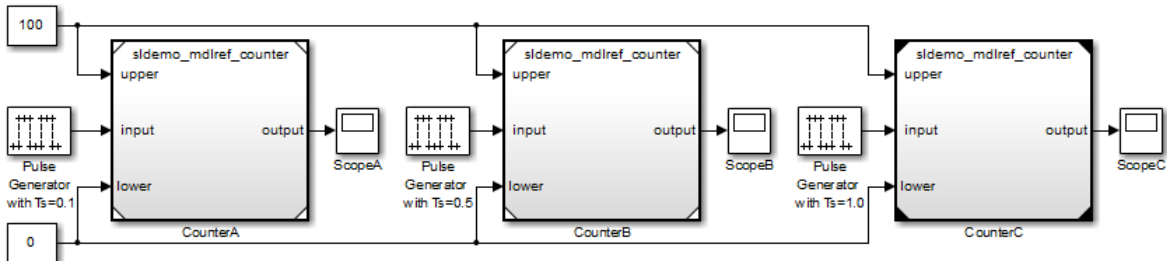 100
sldemo_mdlref_counter
upper
input
output
lower
CounterA
Pulse
Generator
with Ts=0.1
ScopeA
sldemo_mdlref_counter
upper
input
output
lower
CounterB
Pulse
Generator
with Ts=0.5
ScopeB
sldemo_mdlref_counter
upper
input
output
lower
CounterC
Pulse
Generator
with Ts=1.0
ScopeC
0